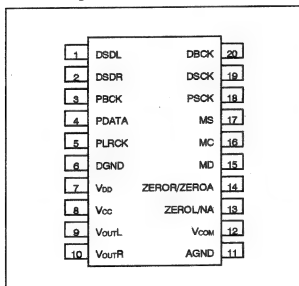 1 DSDL DBCK 20
2 DSDR DSCK 19
3 PBCK PSCK 18
4 PDATA MS 17
5 PLRCK MC 16
6 DGND MD 15
7 VDD ZEROR/ZEROA 14
8 VCC ZEROL/NA 13
9 VOUTL VCOM 12
10 VOUTR AGND 11